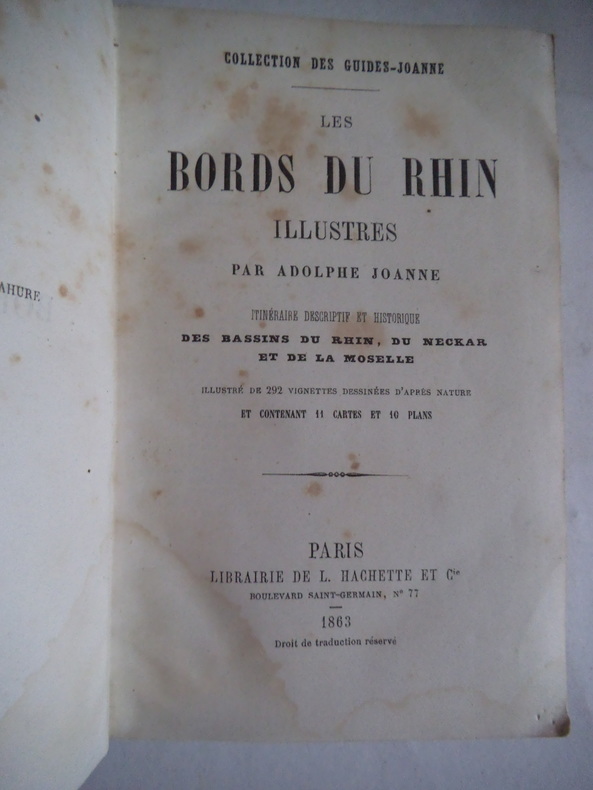 COLLECTION DES GUIDES-JOANNE
LES
BORDS DU RHIN
ILLUSTRES
PAR ADOLPHE JOANNE
ITINÉRAIRE DESCRIPTIF ET HISTORIQUE
DES BASSINS DU RHIN, DU NECKAR
ET DE LA MOSELLE
ILLUSTRÉ DE 292 VIGNETTES DESSINÉES D'APRÈS NATURE
ET CONTENANT 11 CARTES ET 10 PLANS
PARIS
LIBRAIRIE DE L. HACHETTE ET Cie
BOULEVARD SAINT-GERMAIN, No 77
1863
Droit de traduction réservé
AHURE